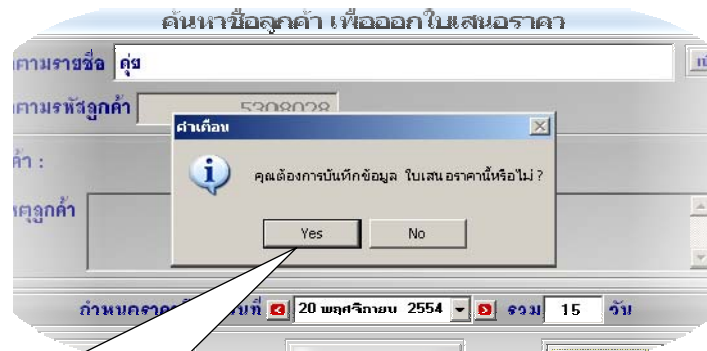 ค้นหาชื่อลูกค้า เพื่อออกใบเสนอราคา
ตามรายชื่อ คุ่ย
ตามรหัสลูกค้า 5308028
คำเตือน
ค้า :
คุณต้องการบันทึกข้อมูล ใบเสนอราคานี้หรือไม่ ?
เหตุลูกค้า
Yes No
กำหนดราคา นที่ 20 พฤศจิกายน 2554 รวม 15 วัน